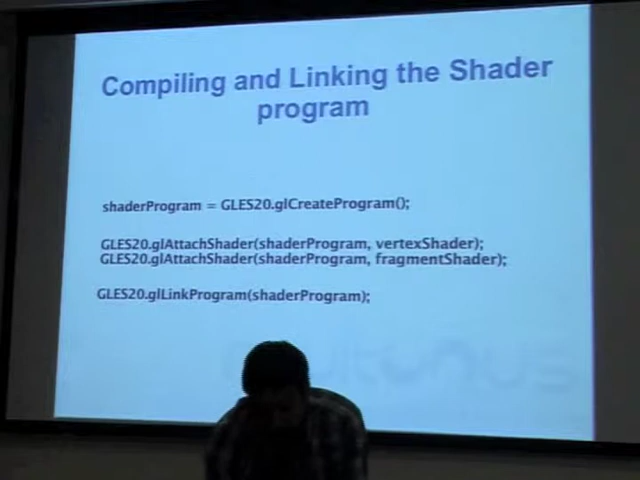 Compiling and Linking the Shader
program
shaderProgram = GLES20.glCreateProgram();
GLES20.glAttachShader(shaderProgram, vertexShader);
GLES20.glAttachShader(shaderProgram, fragmentShader);
GLES20.glLinkProgram(shaderProgram);